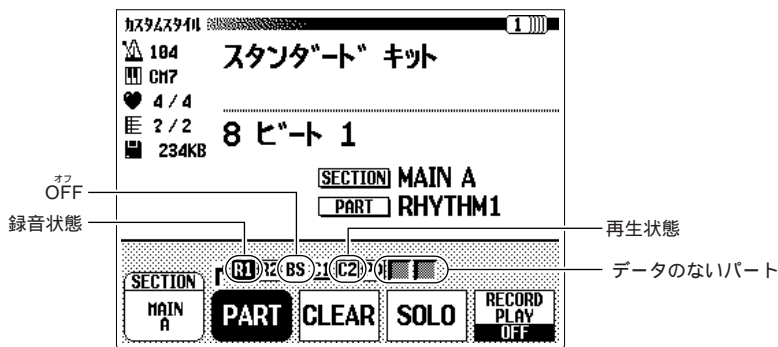 カスタムスタイル
1
104
スタンダード キット
CM7
4/4
?/2
8 ビート 1
234KB
SECTION MAIN A
PART RHYTHM1
オフ
OFF
録音状態
再生状態
R1 R2 BS C1 C2
データのないパート
SECTION
MAIN
A
PART
CLEAR
SOLO
RECORD
PLAY
OFF